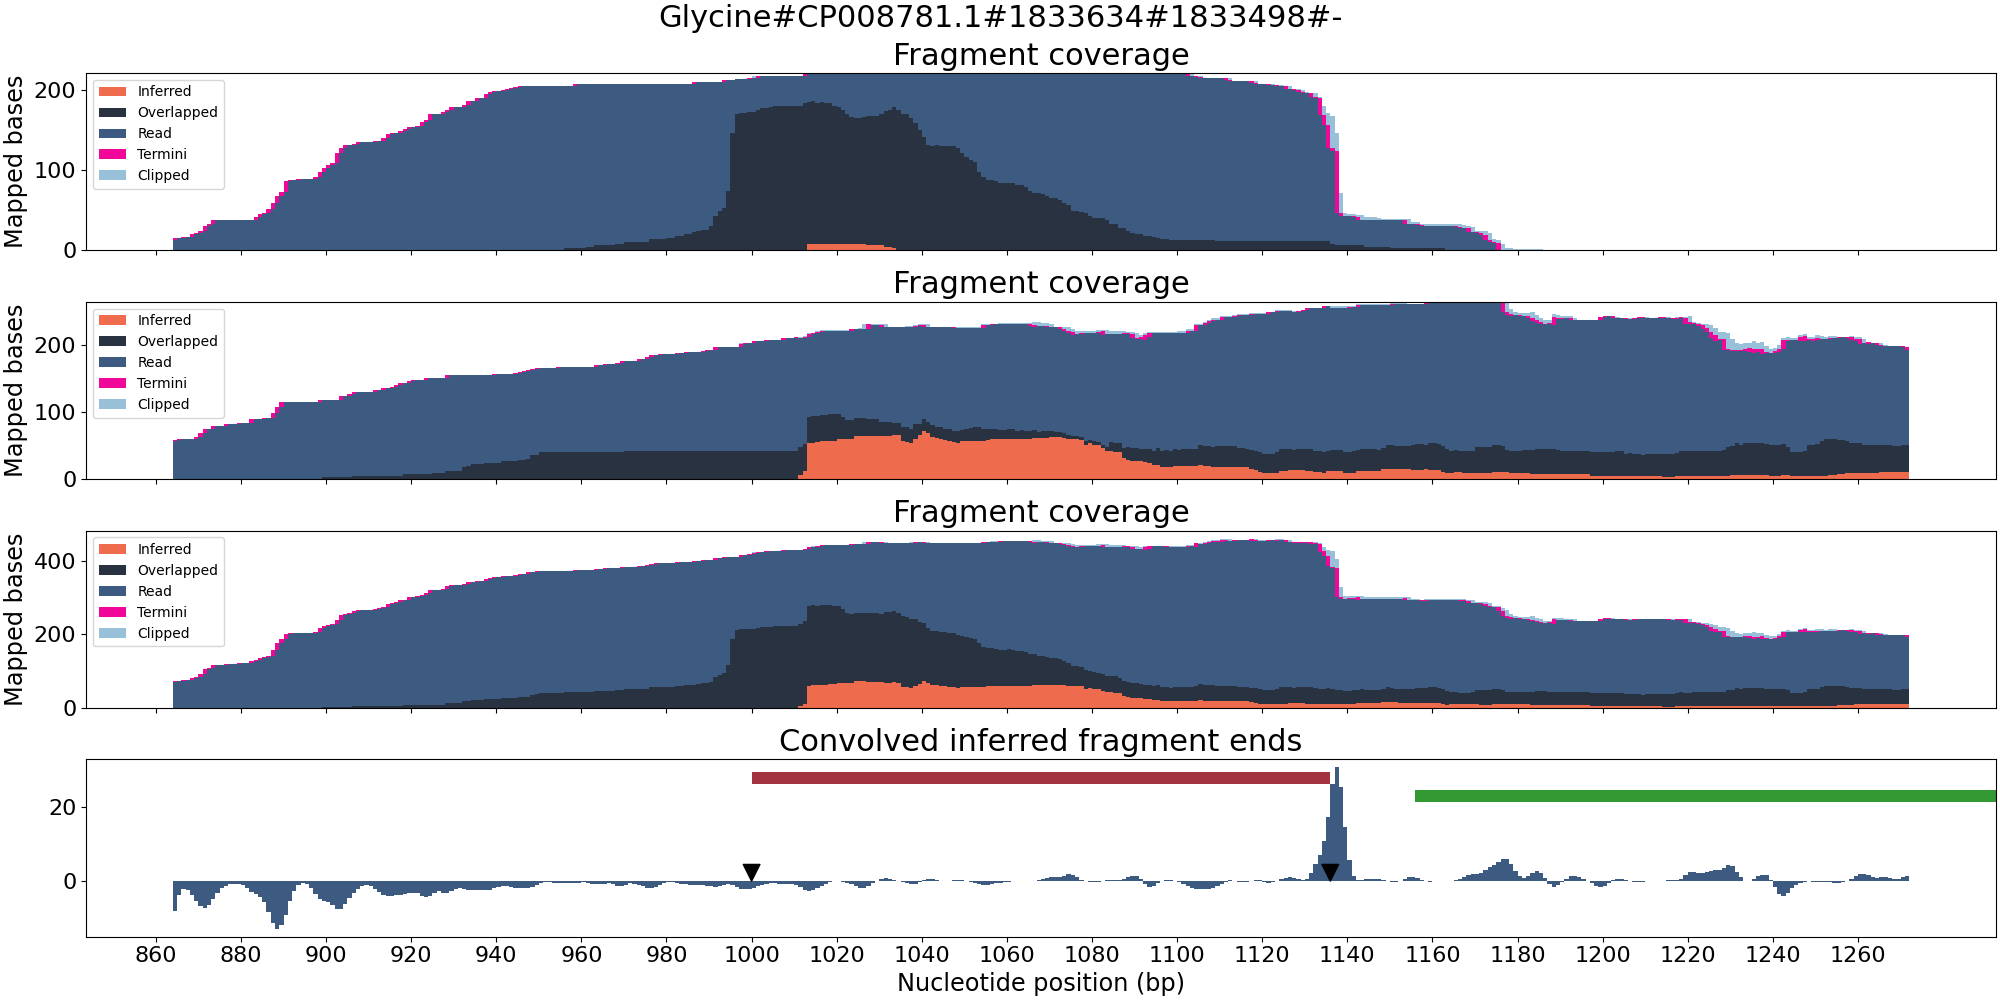 Glycine#CP008781.1#1833634#1833498#-
Fragment coverage
Mapped bases
200
100
0
Inferred
Overlapped
Read
Termini
Clipped
Fragment coverage
Mapped bases
200
100
0
Inferred
Overlapped
Read
Termini
Clipped
Fragment coverage
Mapped bases
400
200
0
Inferred
Overlapped
Read
Termini
Clipped
Convolved inferred fragment ends
20
0
860 880 900 920 940 960 980 1000 1020 1040 1060 1080 1100 1120 1140 1160 1180 1200 1220 1240 1260
Nucleotide position (bp)